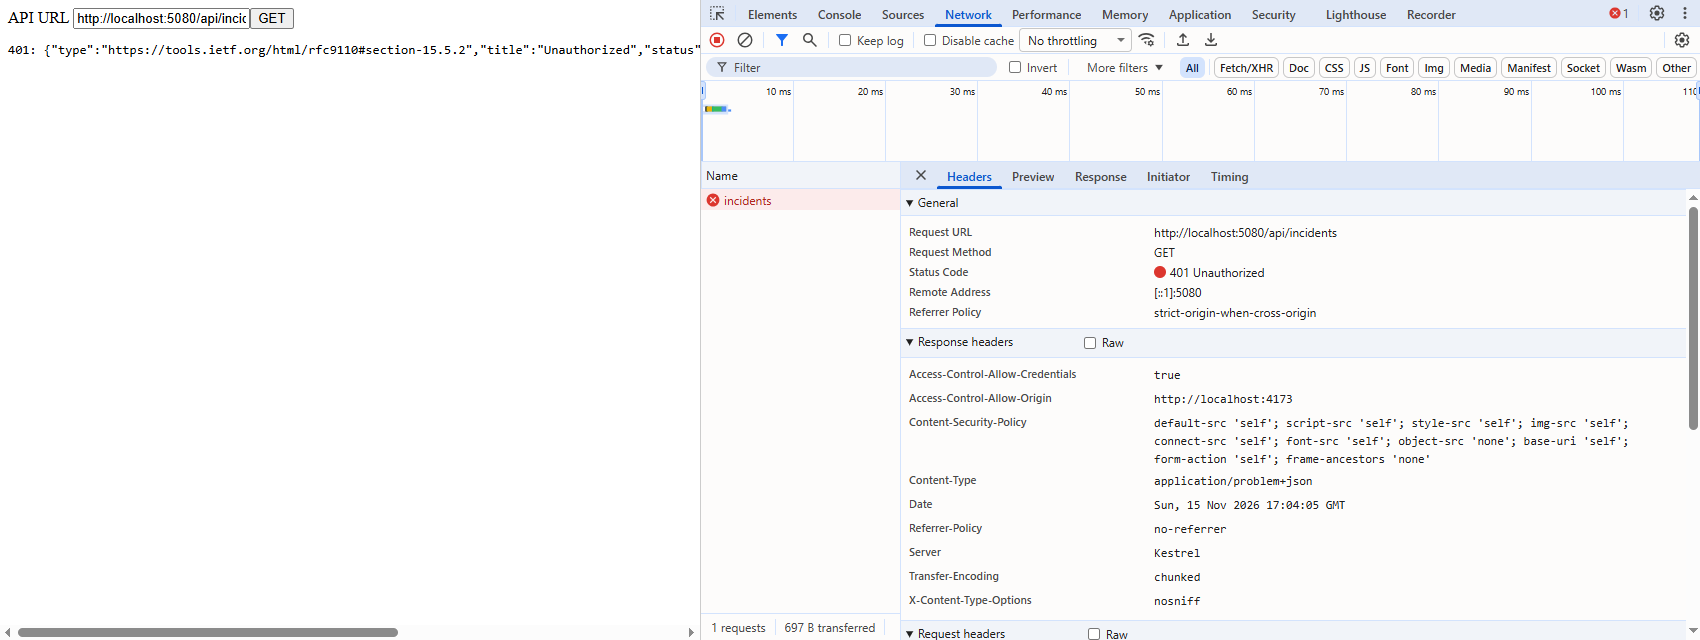 API URL http://localhost:5080/api/incic GET
401: {"type":"https://tools.ietf.org/html/rfc9110#section-15.5.2","title":"Unauthorized","status"
Elements Console Sources Network Performance Memory Application Security Lighthouse Recorder 1
Keep log Disable cache No throttling
Filter Invert More filters All Fetch/XHR Doc CSS JS Font Img Media Manifest Socket Wasm Other
10 ms 20 ms 30 ms 40 ms 50 ms 60 ms 70 ms 80 ms 90 ms 100 ms 110
Name
incidents
1 requests 697 B transferred
Headers Preview Response Initiator Timing
General
Request URL http://localhost:5080/api/incidents
Request Method GET
Status Code 401 Unauthorized
Remote Address [::1]:5080
Referrer Policy strict-origin-when-cross-origin
Response headers Raw
Access-Control-Allow-Credentials true
Access-Control-Allow-Origin http://localhost:4173
Content-Security-Policy default-src 'self'; script-src 'self'; style-src 'self'; img-src 'self';
connect-src 'self'; font-src 'self'; object-src 'none'; base-uri 'self';
form-action 'self'; frame-ancestors 'none'
Content-Type application/problem+json
Date Sun, 15 Nov 2026 17:04:05 GMT
Referrer-Policy no-referrer
Server Kestrel
Transfer-Encoding chunked
X-Content-Type-Options nosniff
Request headers Raw